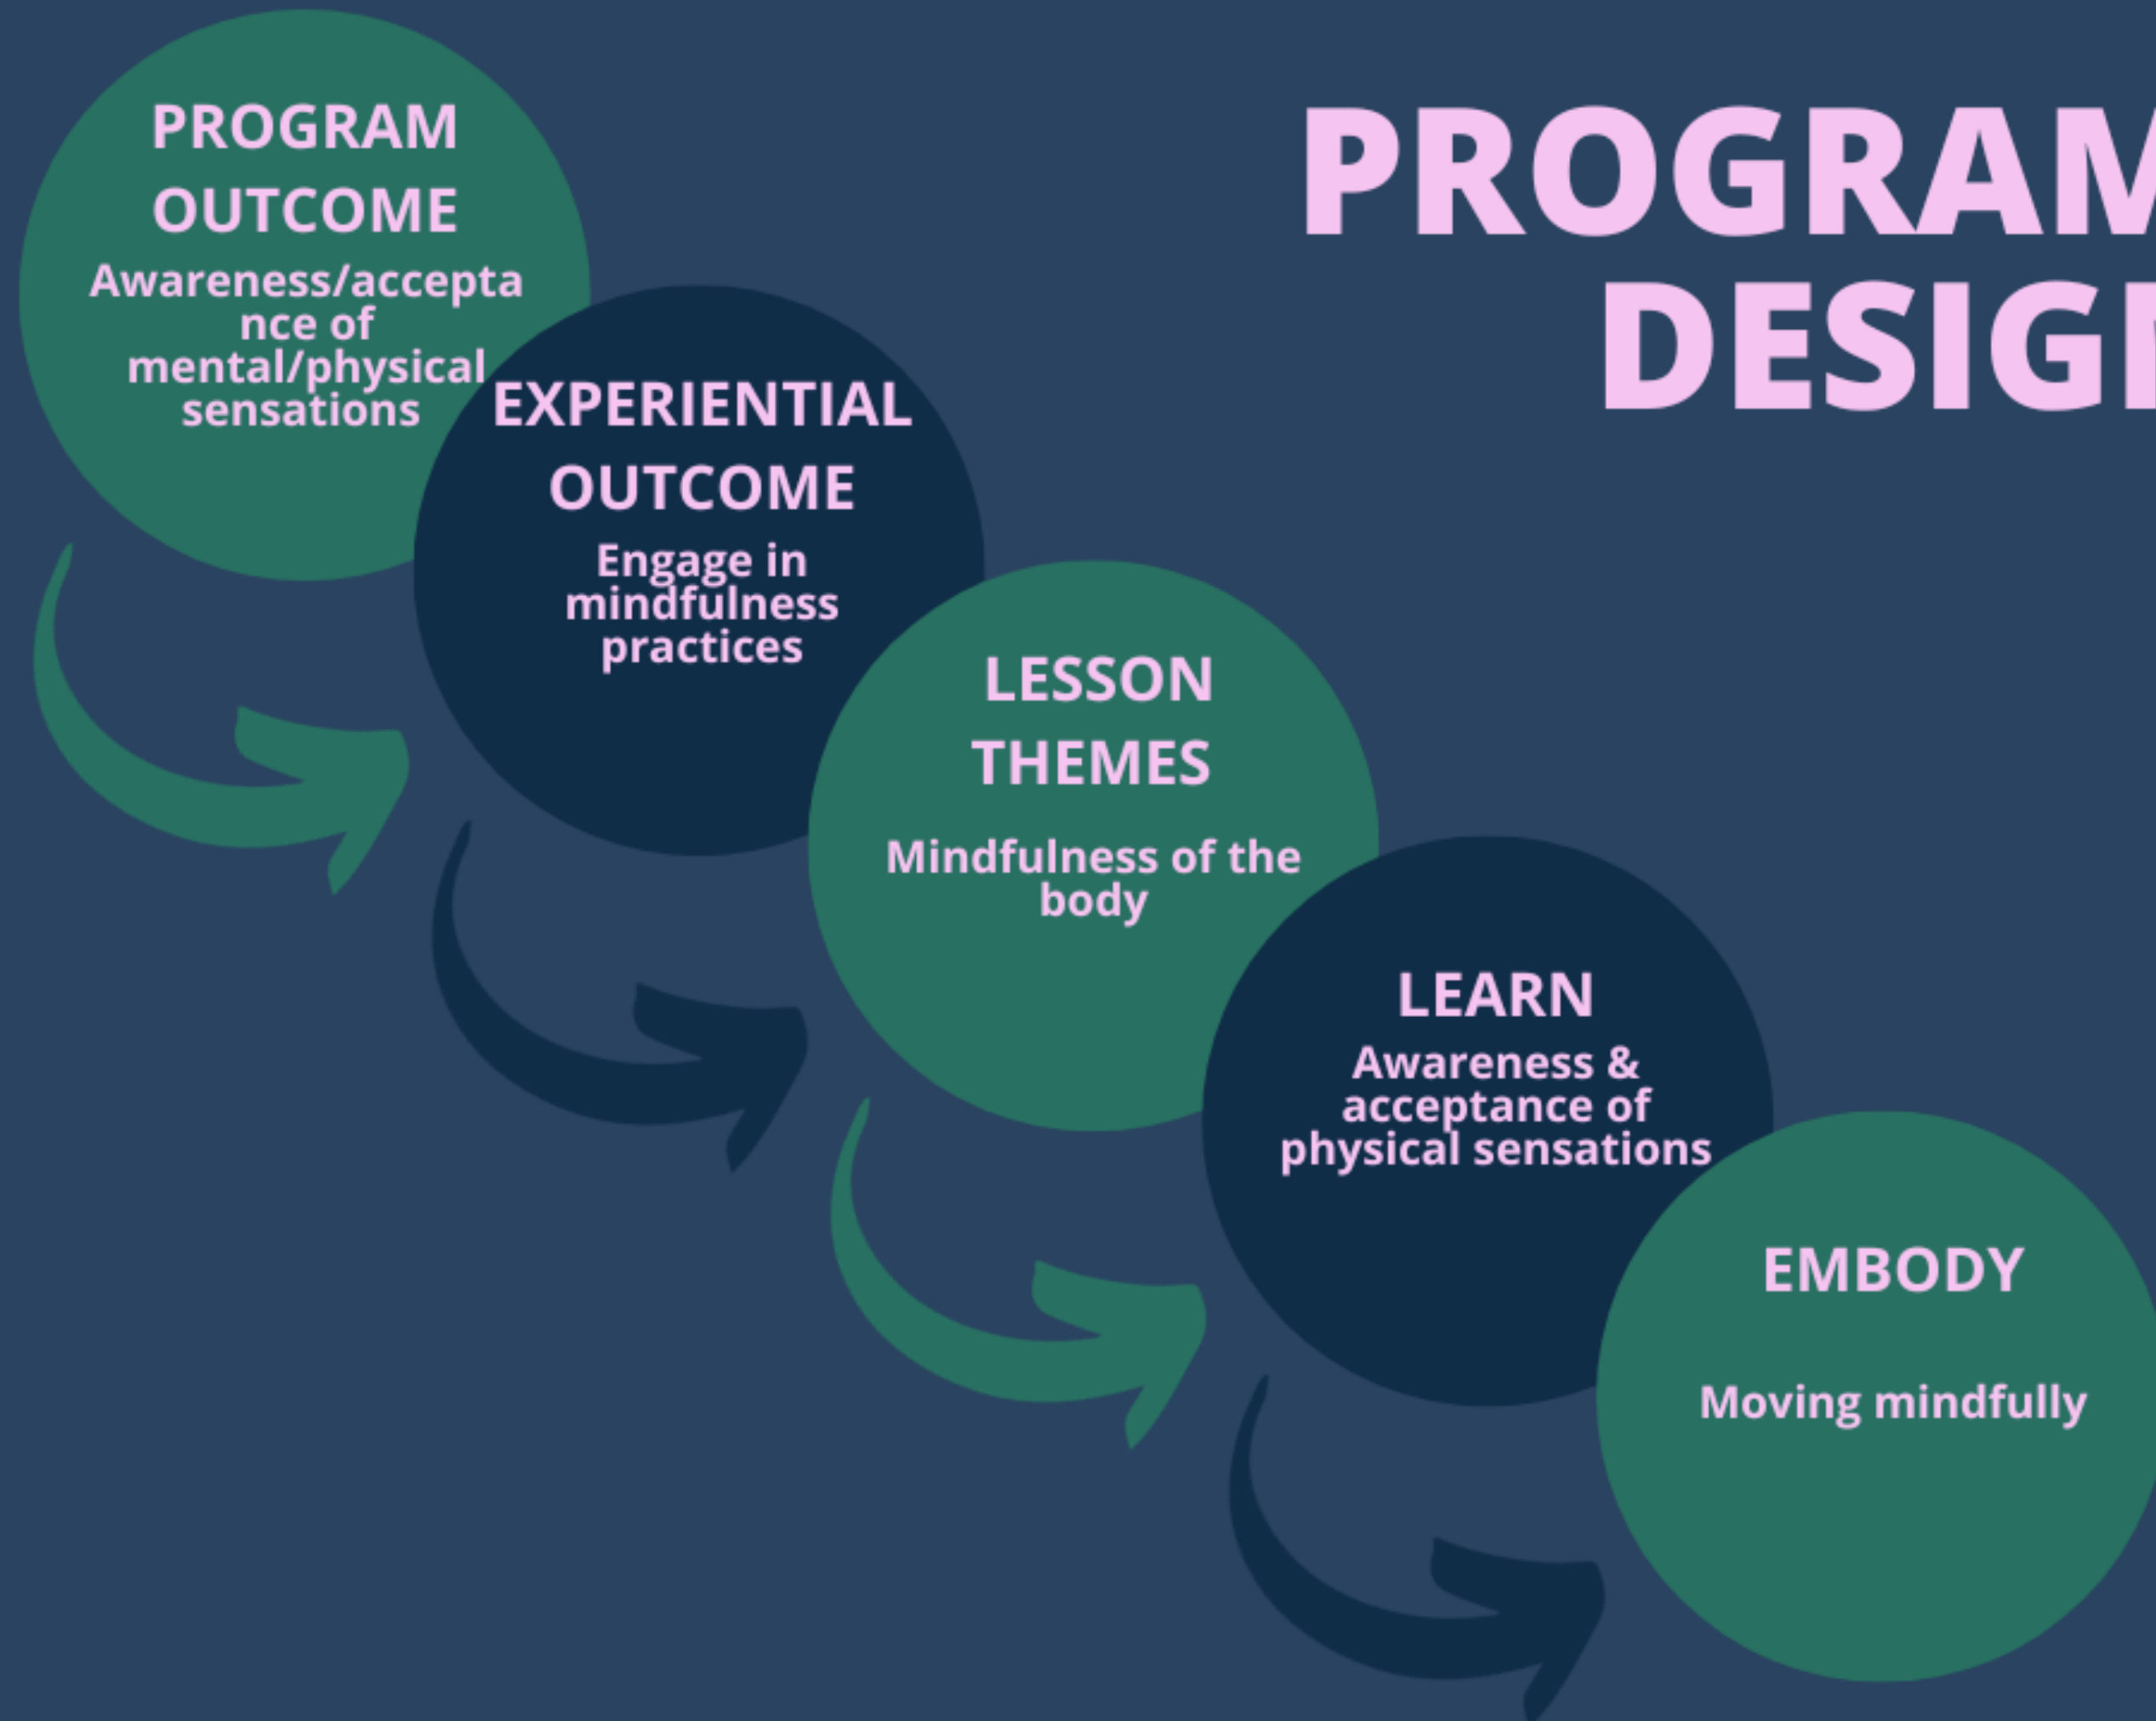 PROGRAM
OUTCOME
Awareness/accepta
nce of
mental/physical
sensations
PROGRAM
DESIGN
EXPERIENTIAL
OUTCOME
Engage in
mindfulness
practices
LESSON
THEMES
Mindfulness of the
body
LEARN
Awareness &
acceptance of
physical sensations
EMBODY
Moving mindfully